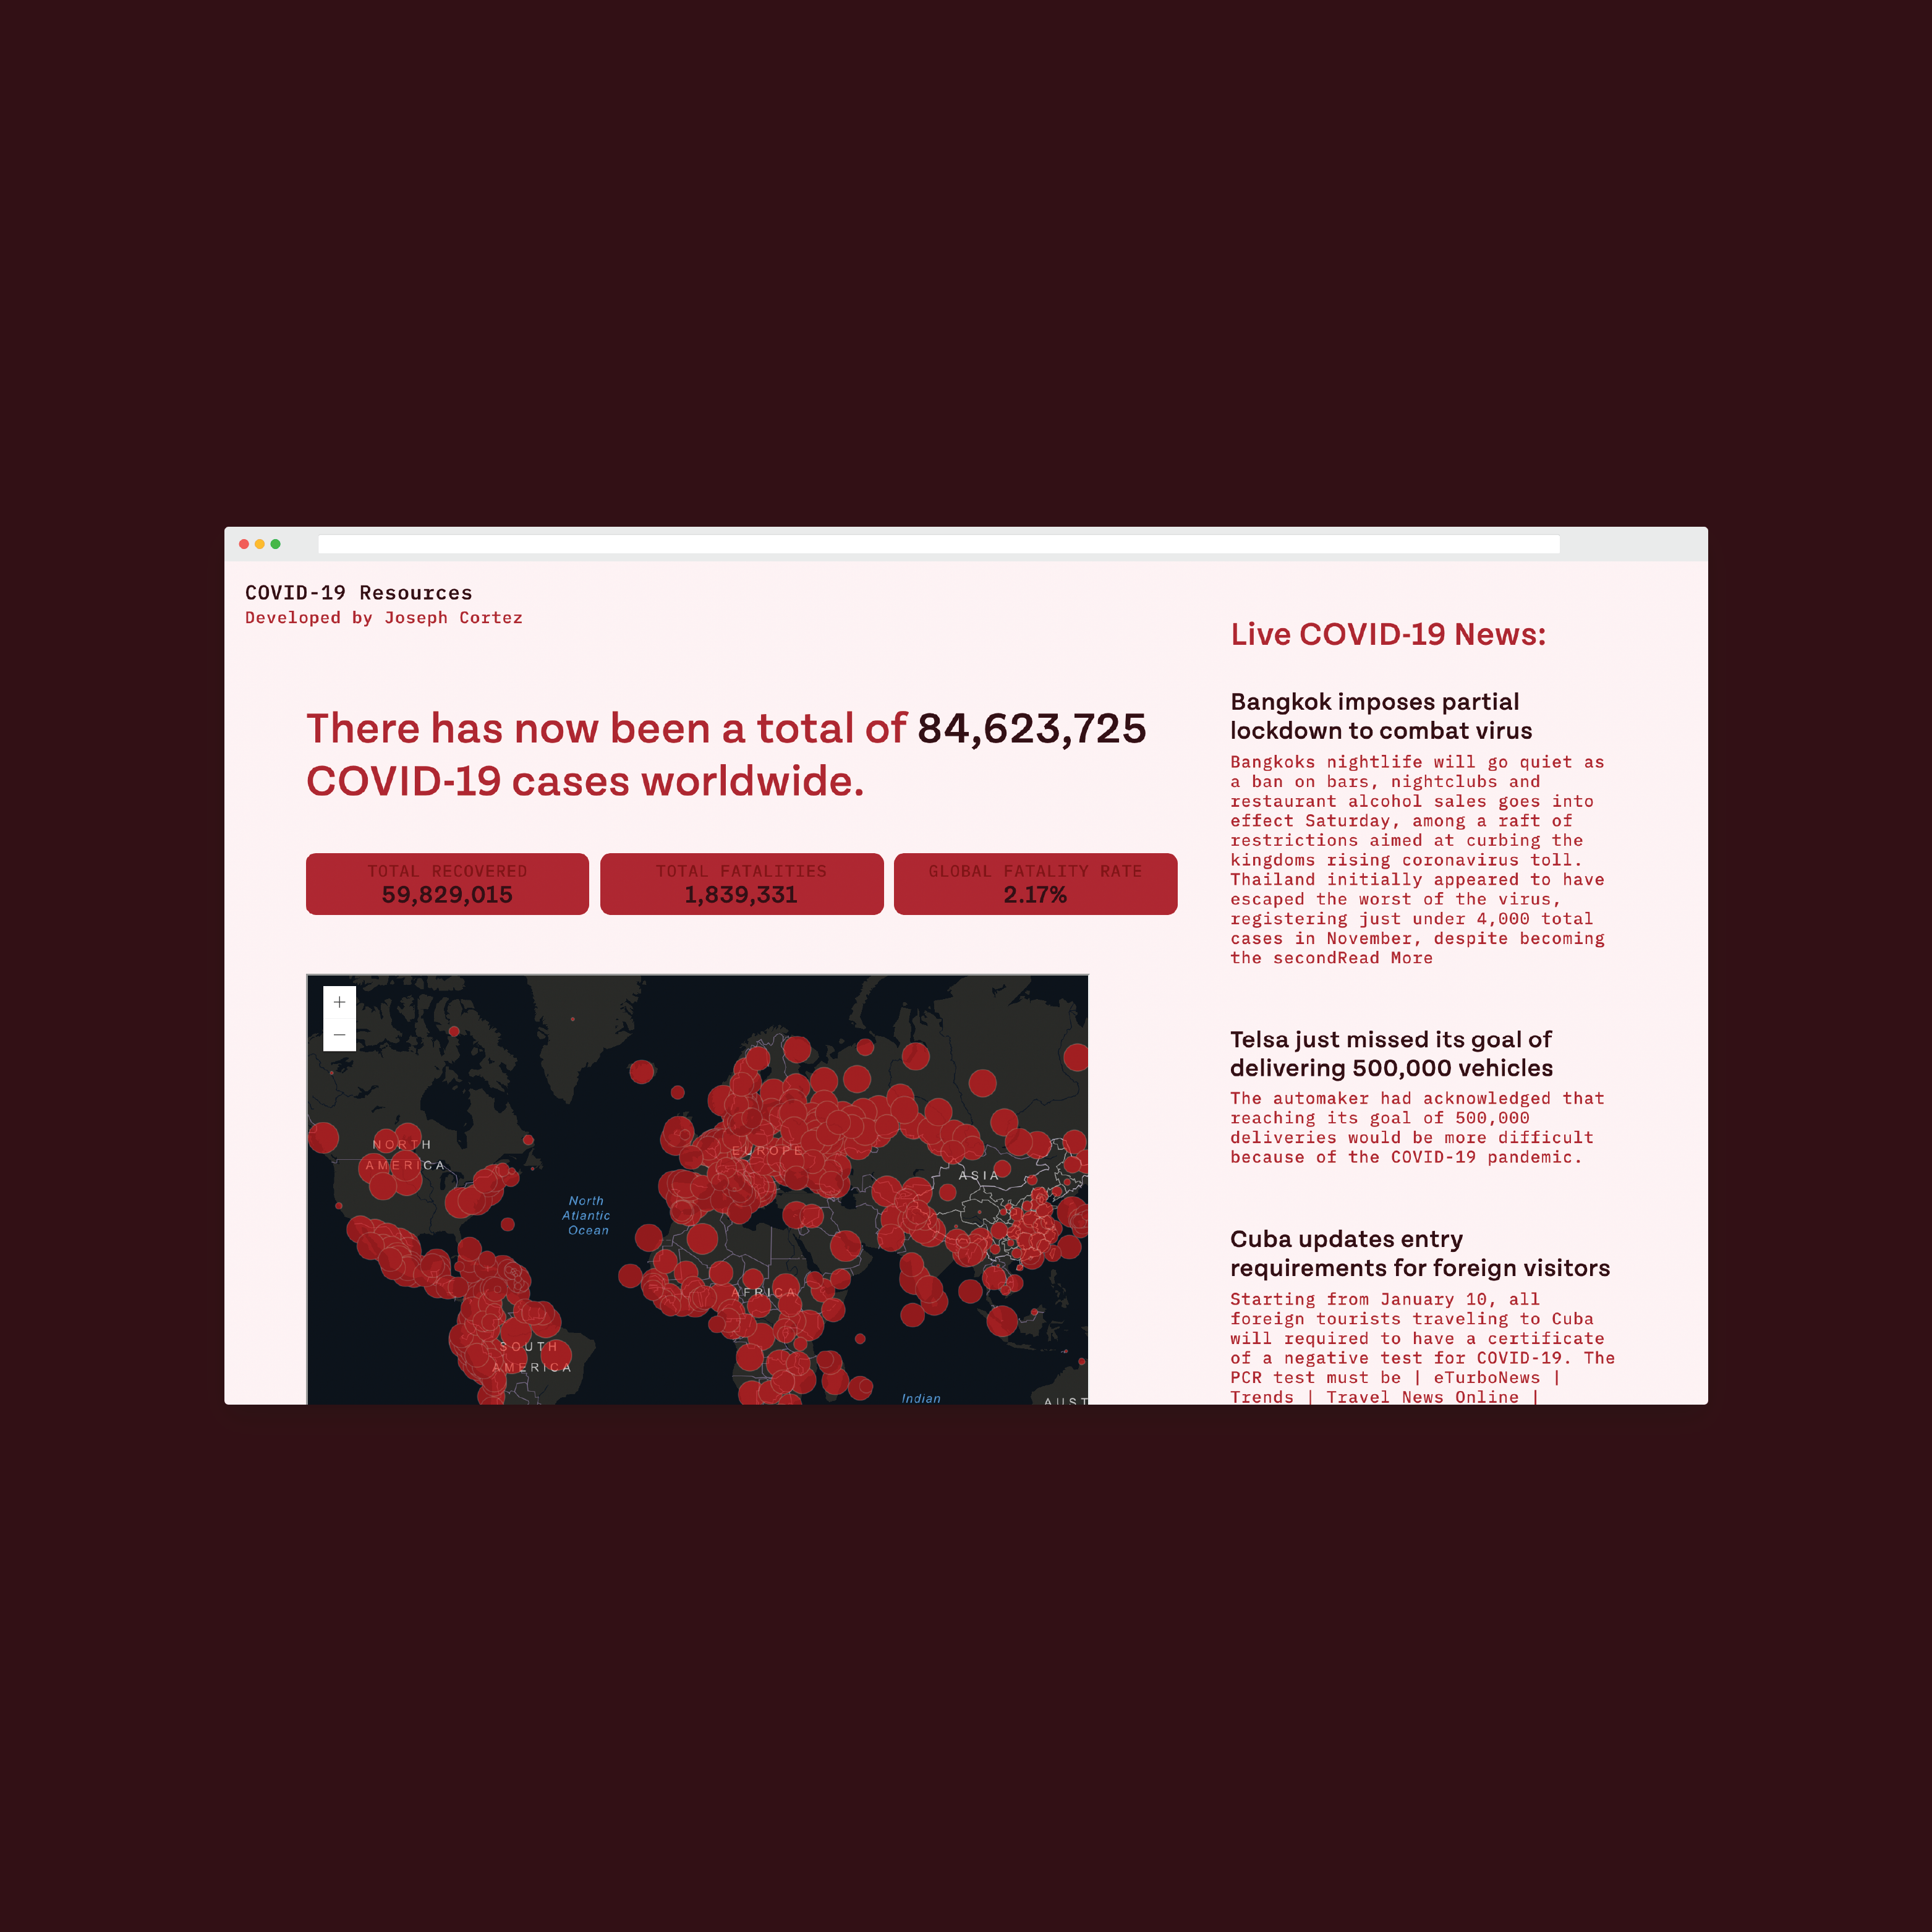 COVID-19 Resources
Developed by Joseph Cortez
There has now been a total of 84,623,725
COVID-19 cases worldwide.
TOTAL RECOVERED
59,829,015
TOTAL FATALITIES
1,839,331
GLOBAL FATALITY RATE
2.17%
+
−
NORTH
AMERICA
North
Atlantic
Ocean
EUROPE
ASIA
AFRICA
SOUTH
AMERICA
Indian
AUST
Live COVID-19 News:
Bangkok imposes partial
lockdown to combat virus
Bangkoks nightlife will go quiet as
a ban on bars, nightclubs and
restaurant alcohol sales goes into
effect Saturday, among a raft of
restrictions aimed at curbing the
kingdoms rising coronavirus toll.
Thailand initially appeared to have
escaped the worst of the virus,
registering just under 4,000 total
cases in November, despite becoming
the secondRead More
Telsa just missed its goal of
delivering 500,000 vehicles
The automaker had acknowledged that
reaching its goal of 500,000
deliveries would be more difficult
because of the COVID-19 pandemic.
Cuba updates entry
requirements for foreign visitors
Starting from January 10, all
foreign tourists traveling to Cuba
will required to have a certificate
of a negative test for COVID-19. The
PCR test must be | eTurboNews |
Trends | Travel News Online |